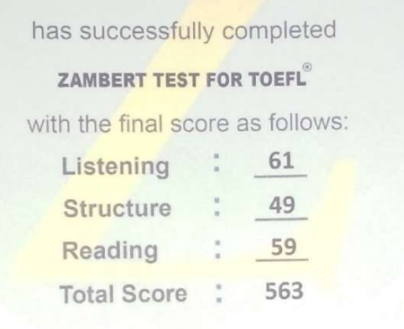 has successfully completed
ZAMBERT TEST FOR TOEFL®
with the final score as follows:
Listening : 61
Structure : 49
Reading : 59
Total Score : 563